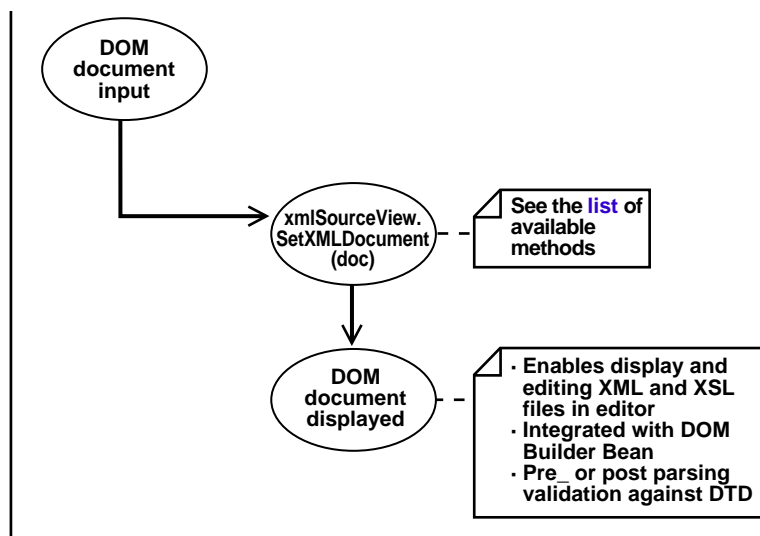 DOM
document
input
xmlSourceView.
SetXMLDocument
(doc)
See the list of
available
methods
DOM
document
displayed
· Enables display and
editing XML and XSL
files in editor
· Integrated with DOM
Builder Bean
· Pre_ or post parsing
validation against DTD